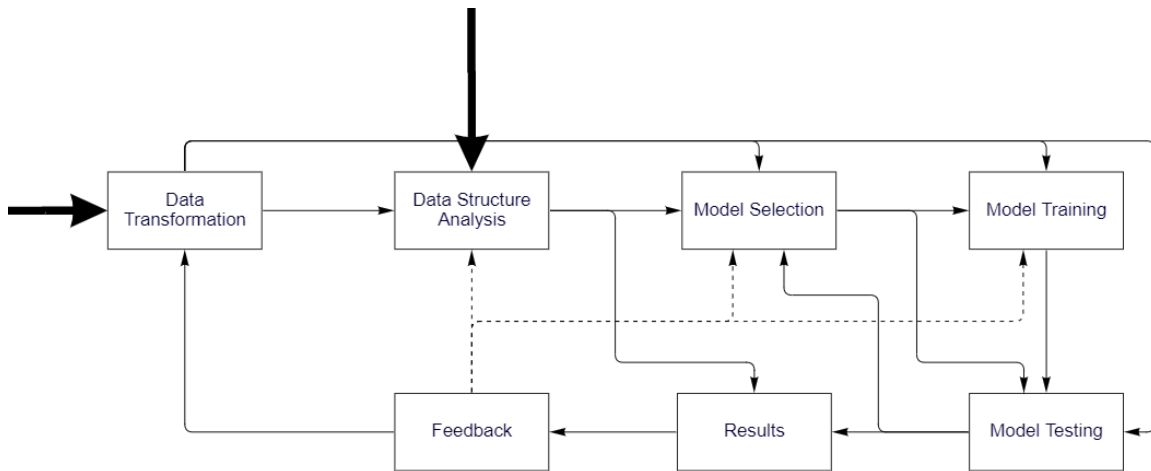 Data
Transformation
Data Structure
Analysis
Model Selection
Model Training
Feedback
Results
Model Testing